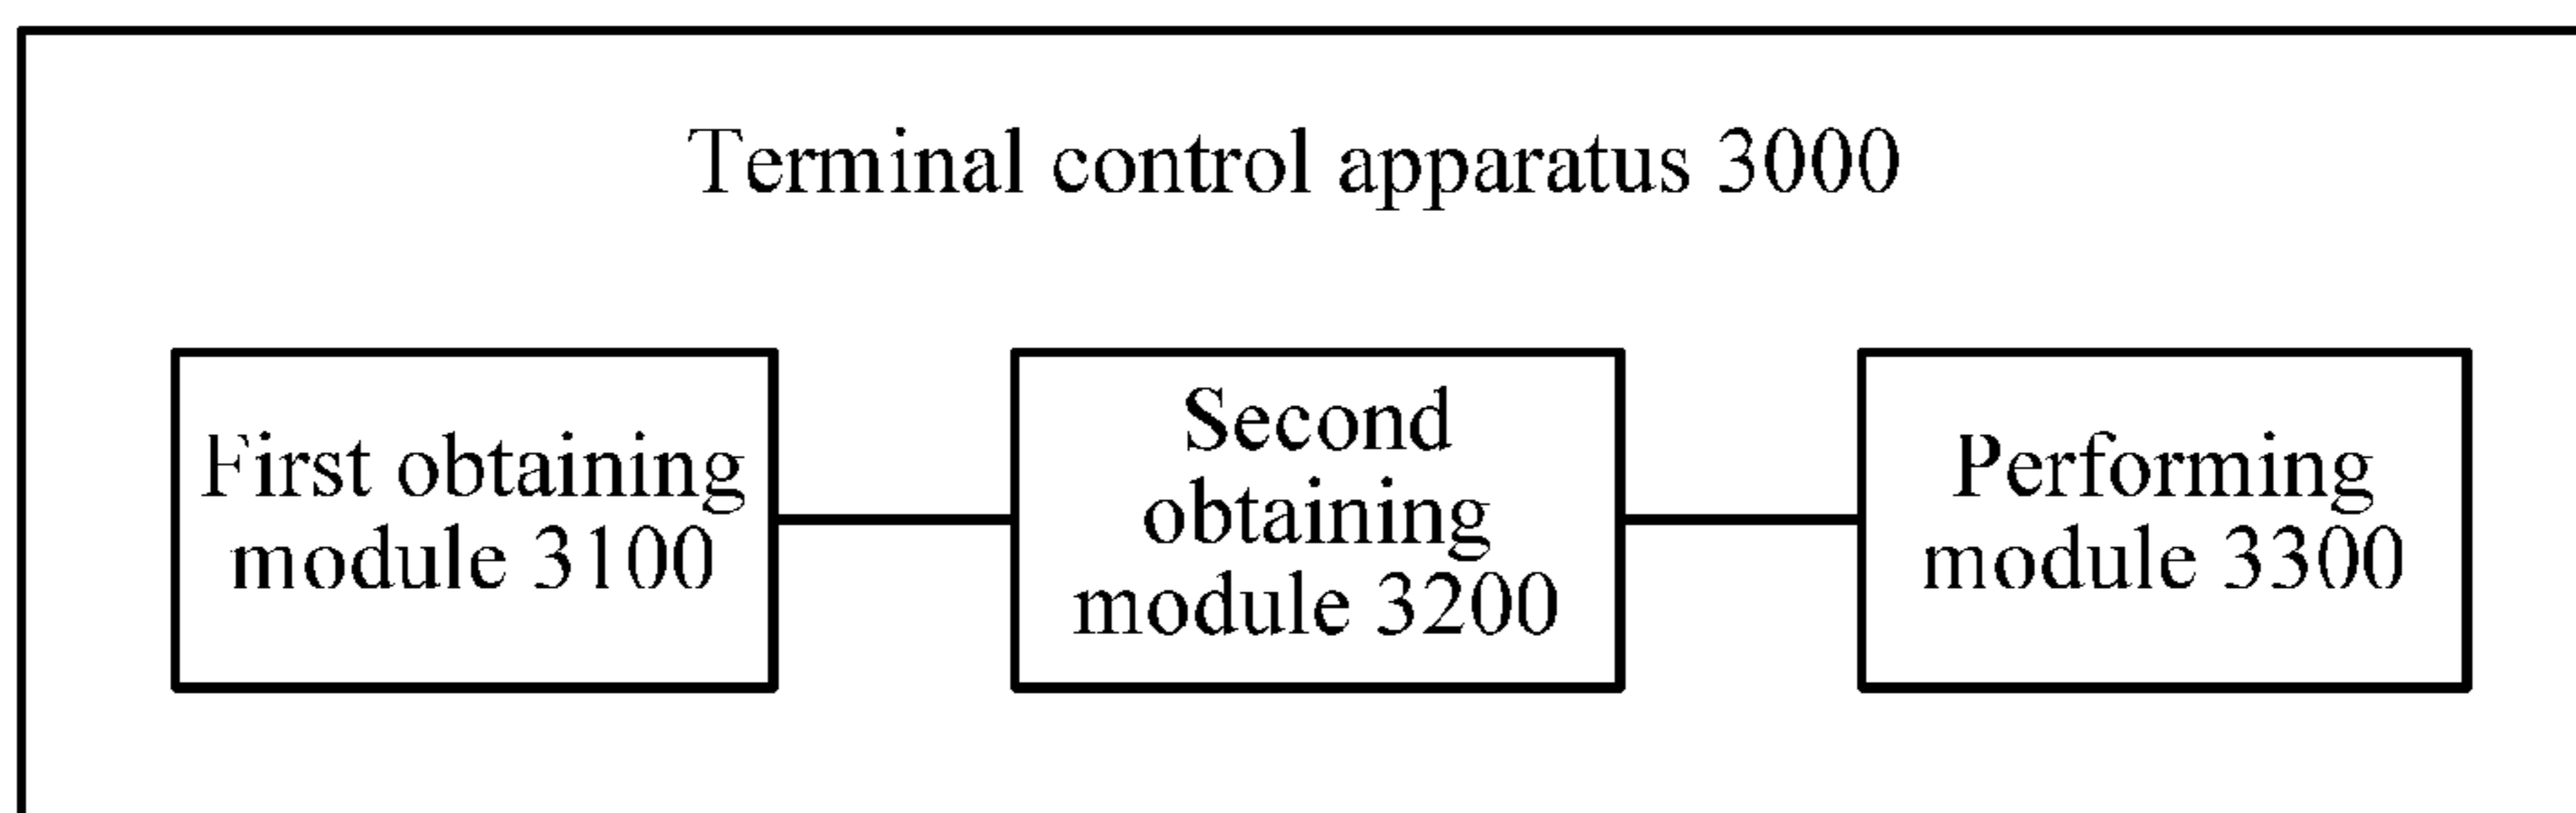 Terminal control apparatus 3000
First obtaining
module 3100
Second
obtaining
module 3200
Performing
module 3300